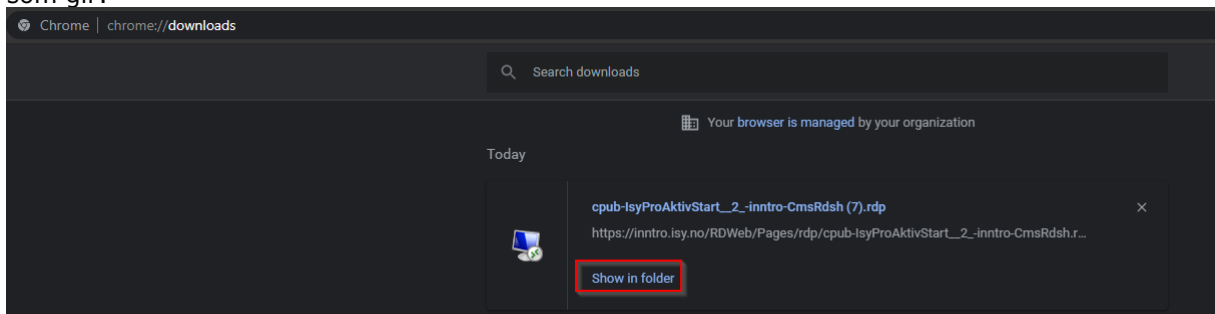 Chrome | chrome://downloads
Search downloads
Your browser is managed by your organization
Today
cpub-IsyProAktivStart__2_-inntro-CmsRdsh (7).rdp
https://inntro.isy.no/RDWeb/Pages/rdp/cpub-IsyProAktivStart__2_-inntro-CmsRdsh.r...
Show in folder